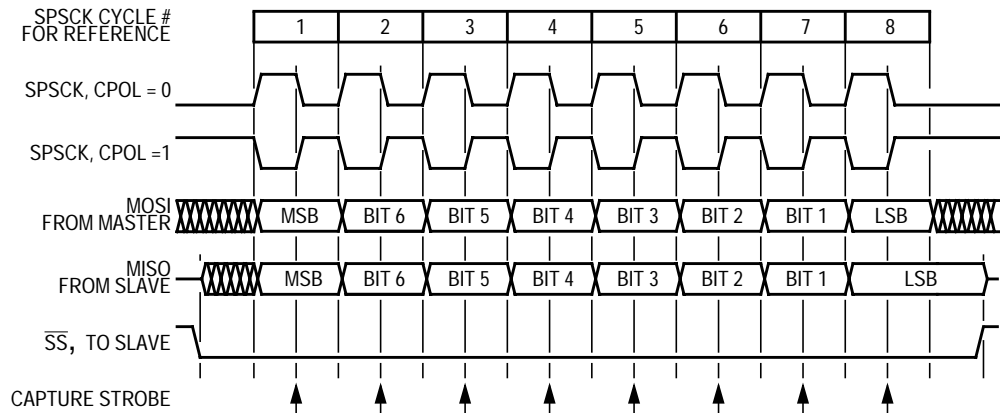 SPSCK CYCLE #
FOR REFERENCE
1 2 3 4 5 6 7 8
SPSCK, CPOL = 0
SPSCK, CPOL =1
MOSI
FROM MASTER
MSB BIT 6 BIT 5 BIT 4 BIT 3 BIT 2 BIT 1 LSB
MISO
FROM SLAVE
MSB BIT 6 BIT 5 BIT 4 BIT 3 BIT 2 BIT 1 LSB
SS, TO SLAVE
CAPTURE STROBE